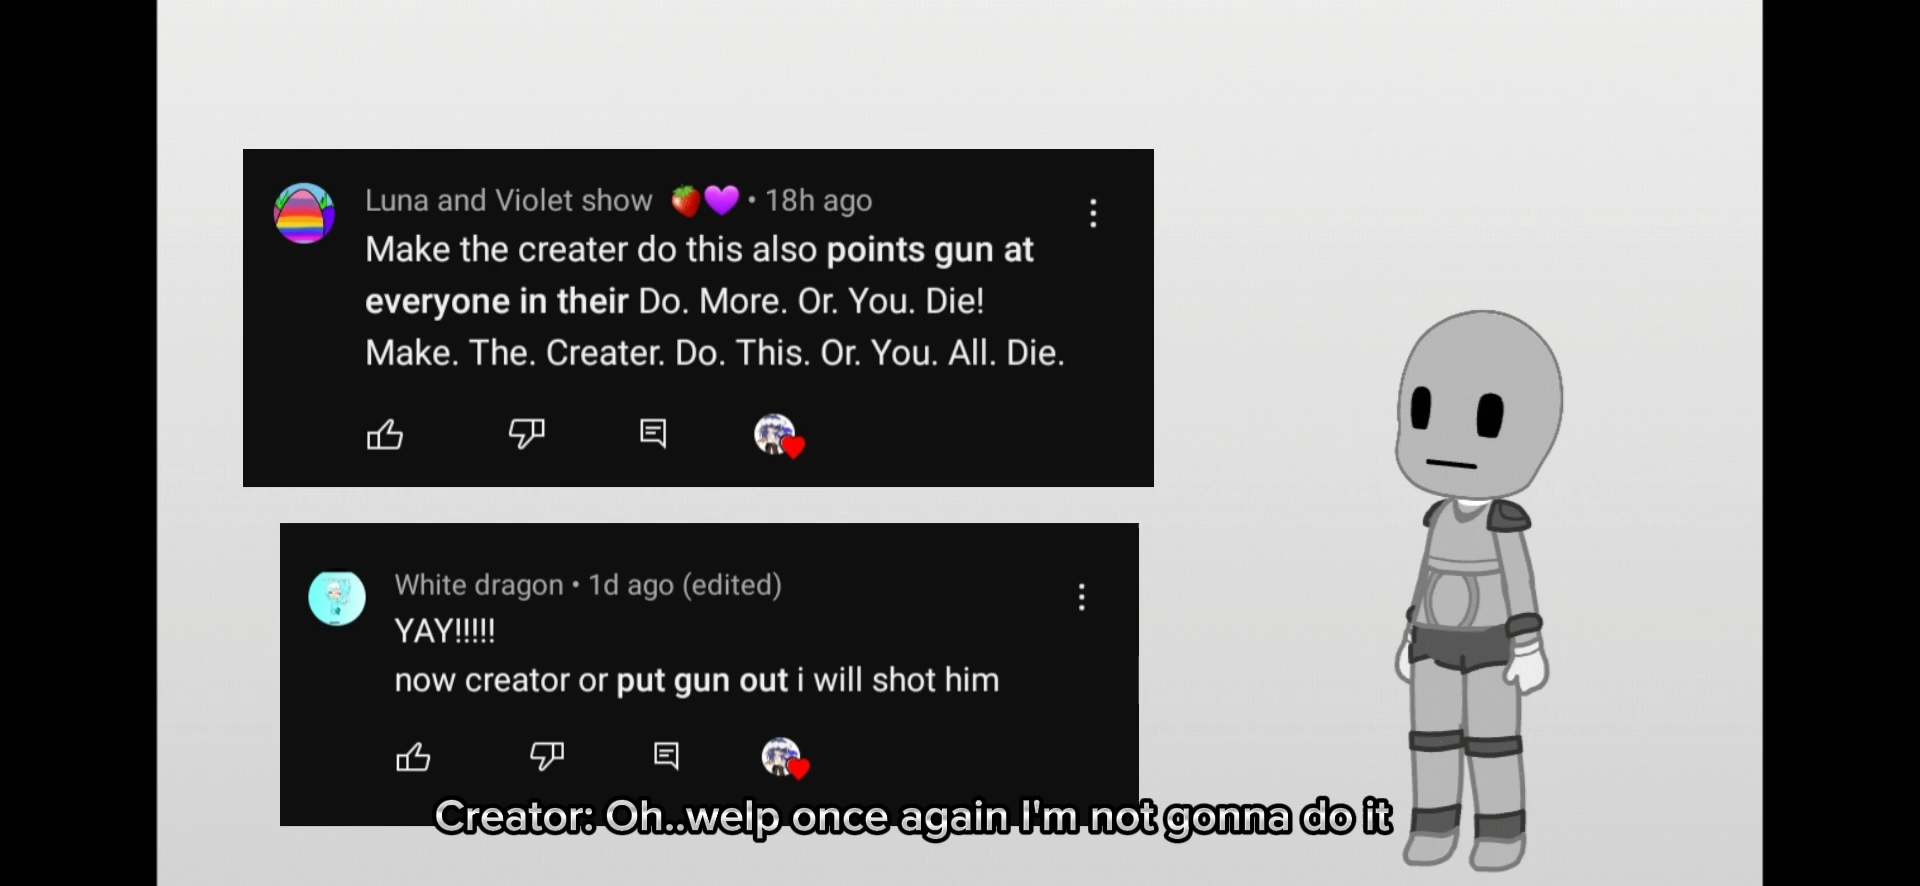 Luna and Violet show 🍓💜 • 18h ago
Make the creater do this also points gun at
everyone in their Do. More. Or. You. Die!
Make. The. Creater. Do. This. Or. You. All. Die.
White dragon • 1d ago (edited)
YAY!!!!!
now creator or put gun out i will shot him
Creator: Oh..welp once again I'm not gonna do it